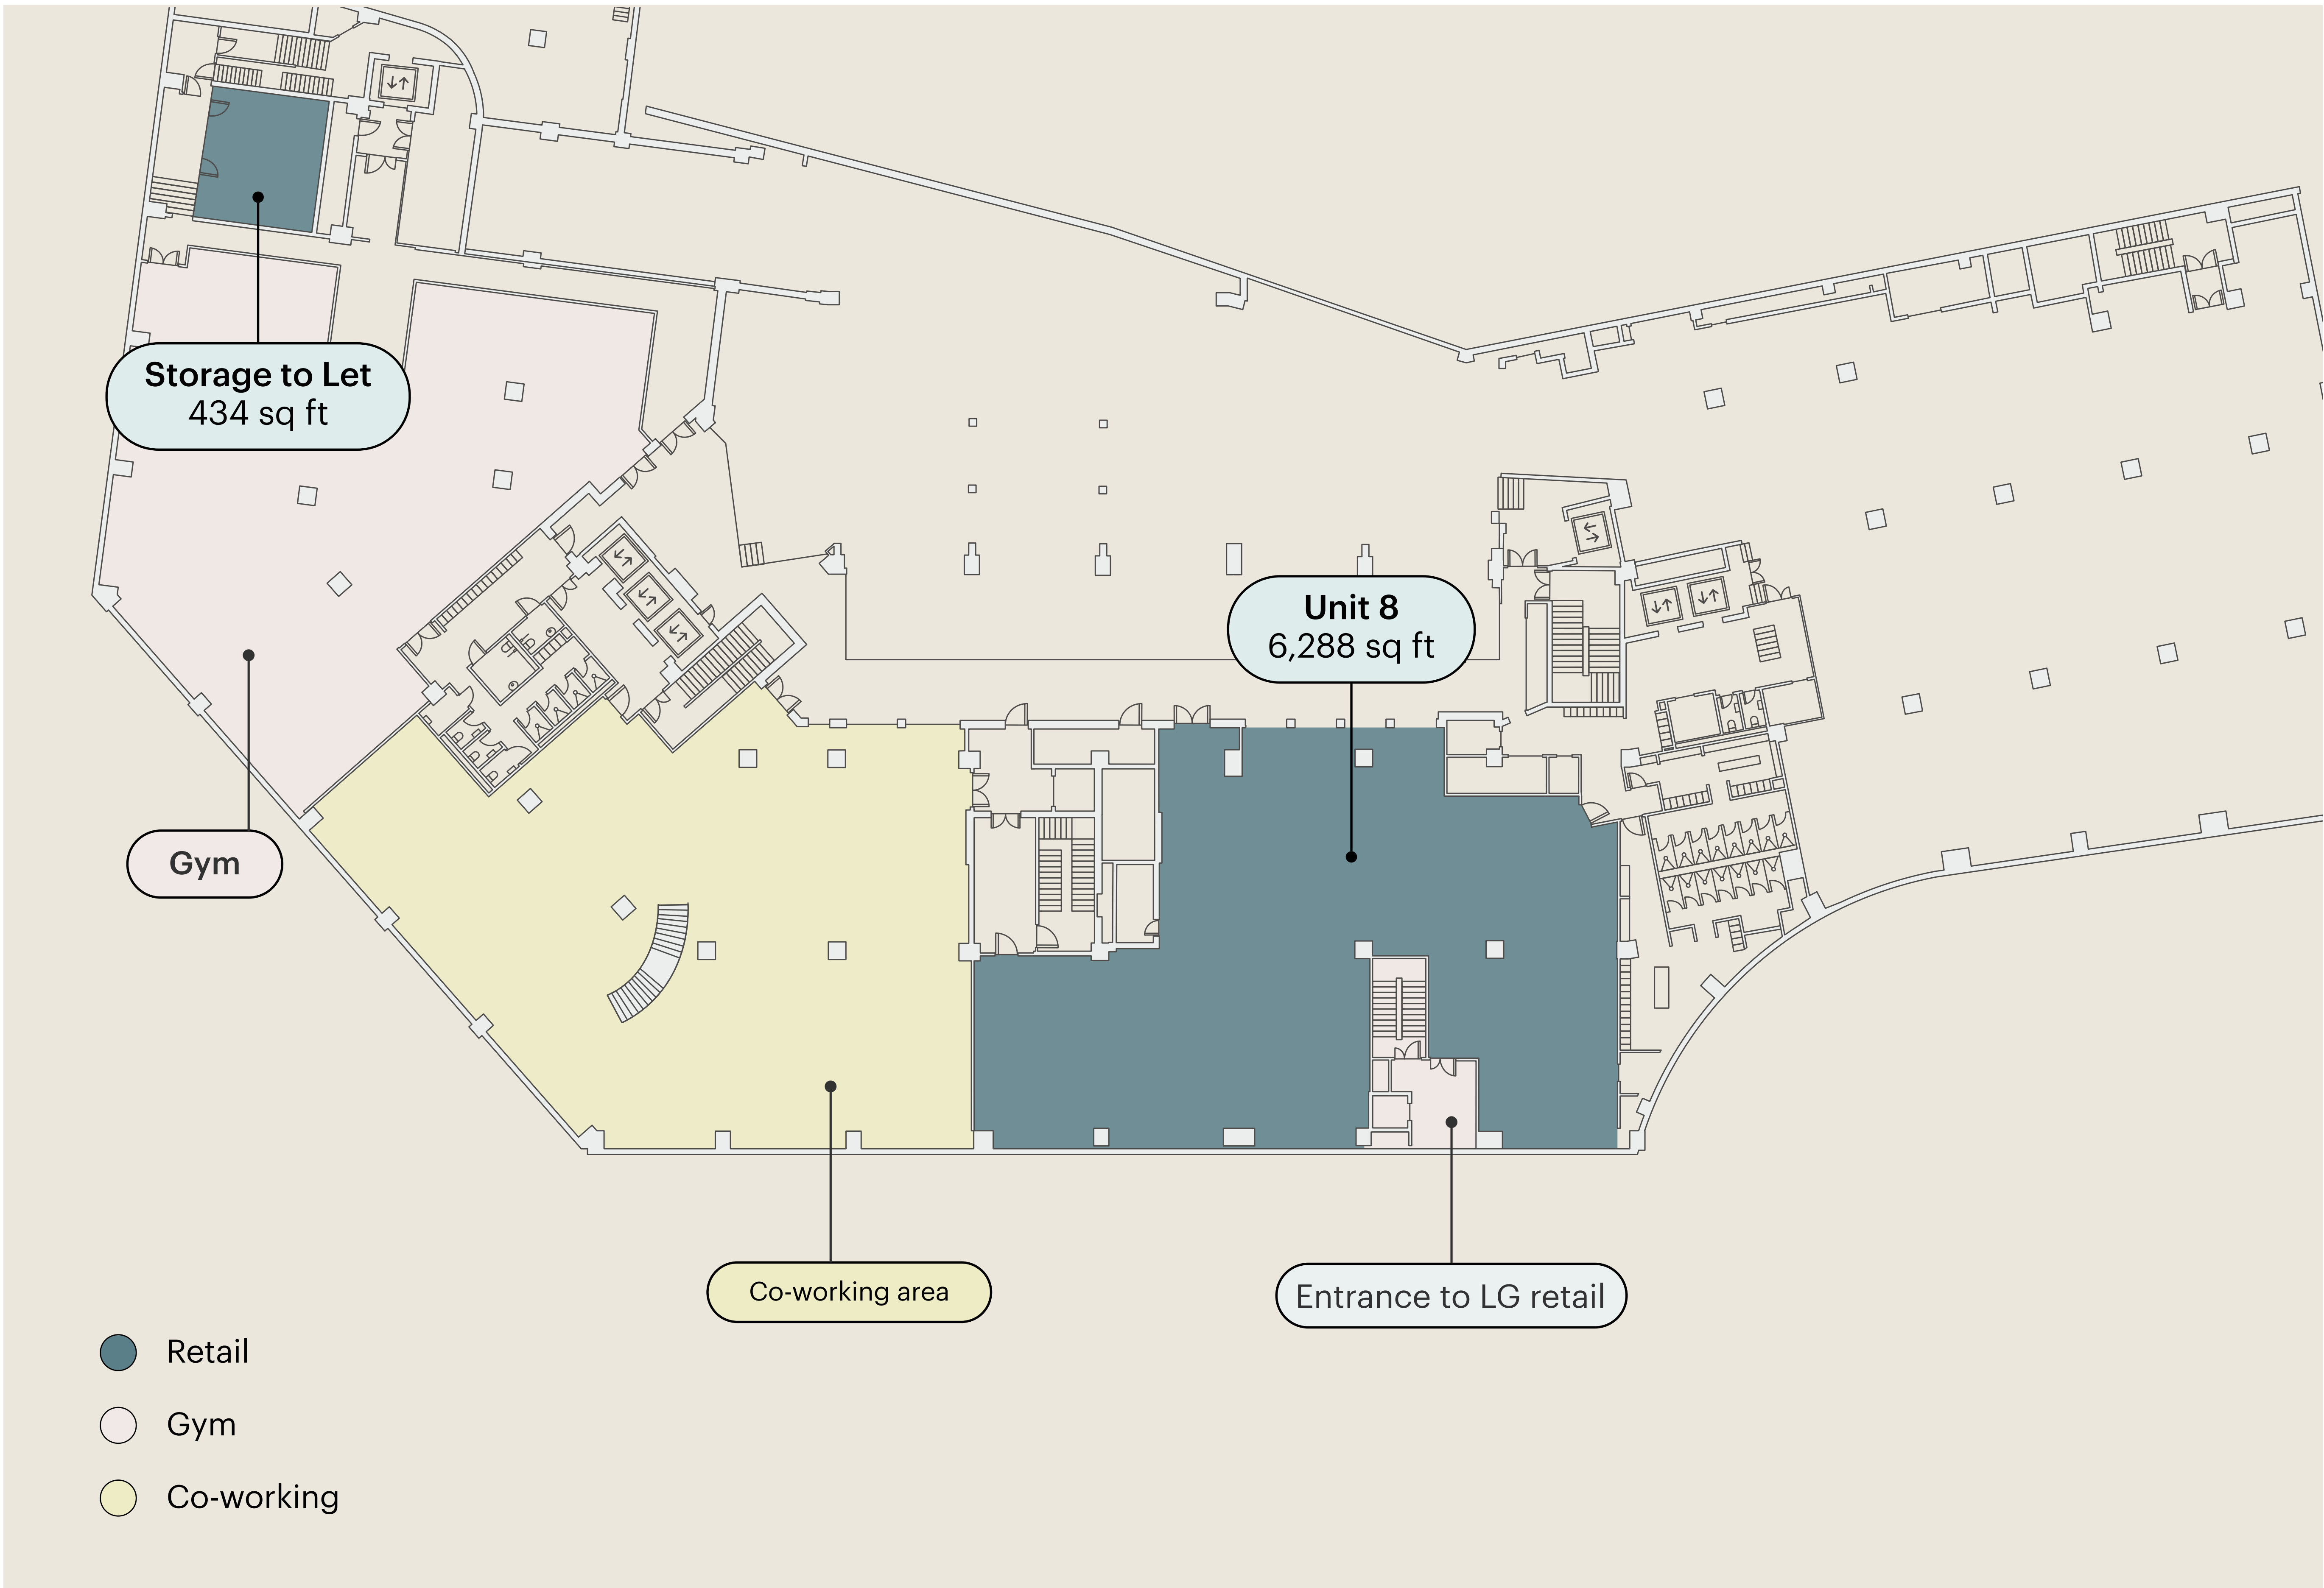 Storage to Let
434 sq ft
Unit 8
6,288 sq ft
Gym
Co-working area
Entrance to LG retail
Retail
Gym
Co-working